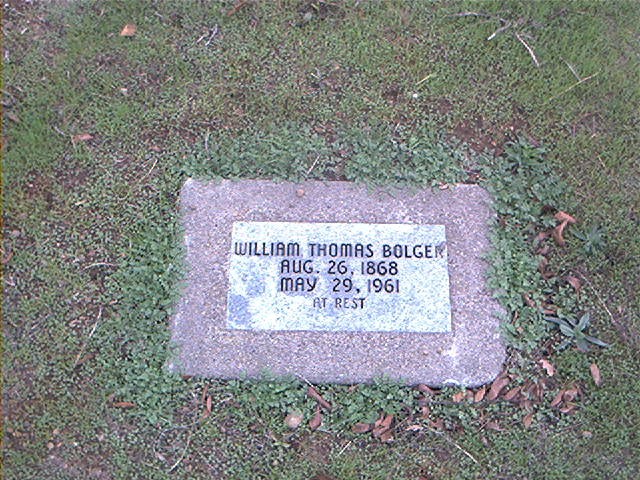 WILLIAM THOMAS BOLGER
AUG. 26, 1868
MAY 29, 1961
AT REST